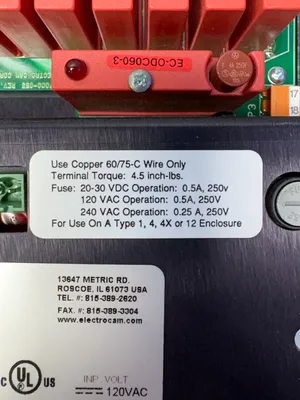 EC-ODC060-3
17
18
Use Copper 60/75-C Wire Only
Terminal Torque: 4.5 inch-lbs.
Fuse: 20-30 VDC Operation: 0.5A, 250v
120 VAC Operation: 0.5A, 250V
240 VAC Operation: 0.25 A, 250V
For Use On A Type 1, 4, 4X or 12 Enclosure
13647 METRIC RD.
ROSCOE, IL 61073 USA
TEL. #: 815-389-2620
FAX. #: 815-389-3304
www.electrocam.com
C UL US
INP. VOLT
120VAC